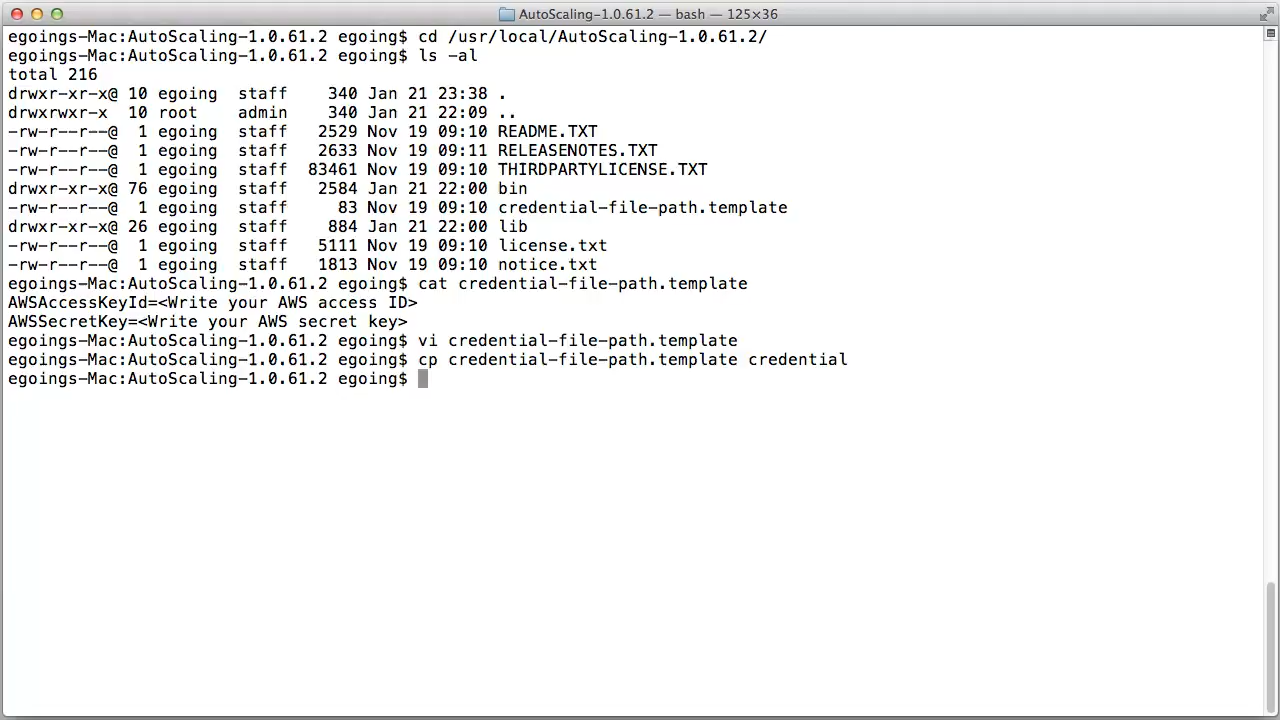 AutoScaling-1.0.61.2 — bash — 125×36
egoings-Mac:AutoScaling-1.0.61.2 egoing$ cd /usr/local/AutoScaling-1.0.61.2/
egoings-Mac:AutoScaling-1.0.61.2 egoing$ ls -al
total 216
drwxr-xr-x@ 10 egoing  staff    340 Jan 21 23:38 .
drwxrwxr-x  10 root    admin    340 Jan 21 22:09 ..
-rw-r--r--@  1 egoing  staff   2529 Nov 19 09:10 README.TXT
-rw-r--r--@  1 egoing  staff   2633 Nov 19 09:11 RELEASENOTES.TXT
-rw-r--r--@  1 egoing  staff  83461 Nov 19 09:10 THIRDPARTYLICENSE.TXT
drwxr-xr-x@ 76 egoing  staff   2584 Jan 21 22:00 bin
-rw-r--r--@  1 egoing  staff     83 Nov 19 09:10 credential-file-path.template
drwxr-xr-x@ 26 egoing  staff    884 Jan 21 22:00 lib
-rw-r--r--@  1 egoing  staff   5111 Nov 19 09:10 license.txt
-rw-r--r--@  1 egoing  staff   1813 Nov 19 09:10 notice.txt
egoings-Mac:AutoScaling-1.0.61.2 egoing$ cat credential-file-path.template
AWSAccessKeyId=<Write your AWS access ID>
AWSSecretKey=<Write your AWS secret key>
egoings-Mac:AutoScaling-1.0.61.2 egoing$ vi credential-file-path.template
egoings-Mac:AutoScaling-1.0.61.2 egoing$ cp credential-file-path.template credential
egoings-Mac:AutoScaling-1.0.61.2 egoing$